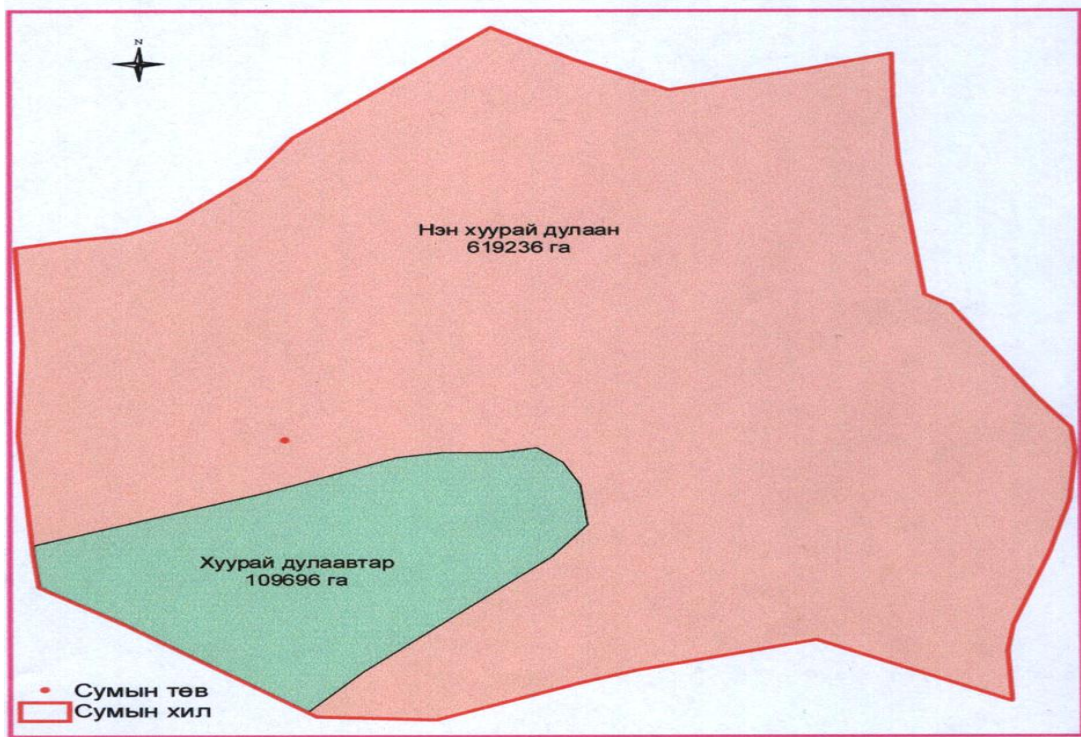 N
Нэн хуурай дулаан
619236 га
Хуурай дулаавтар
109696 га
Сумын төв
Сумын хил